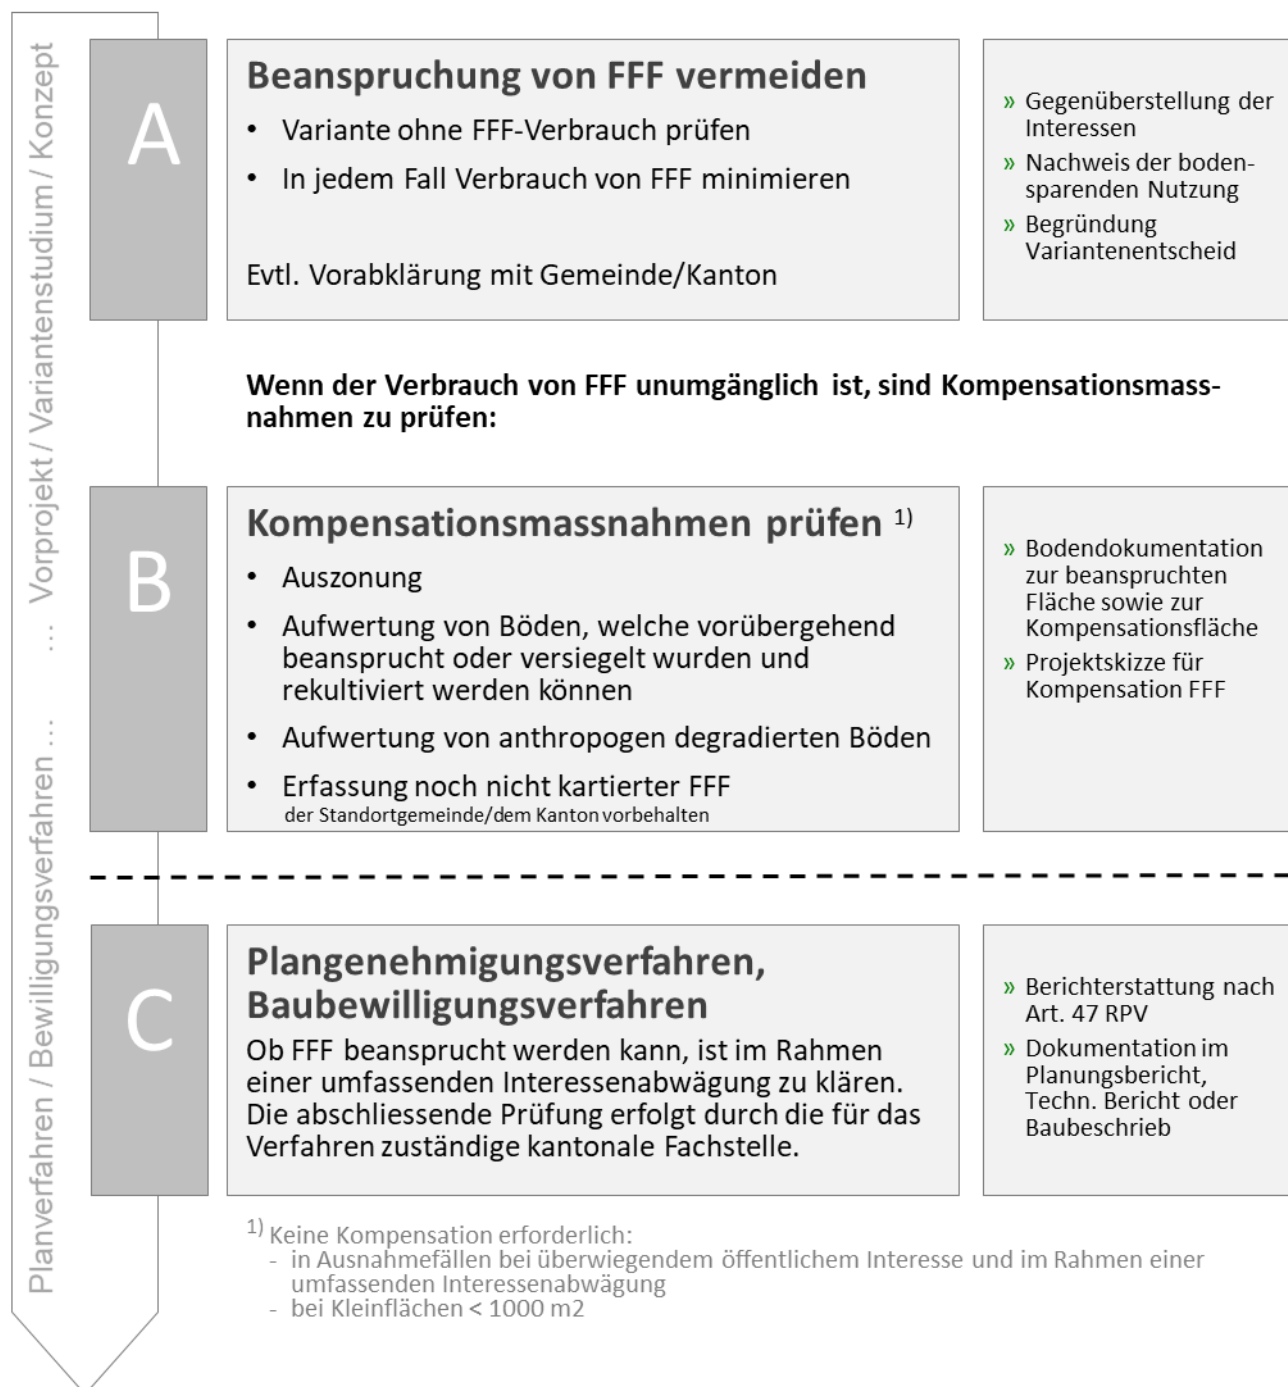 Planverfahren / Bewilligungsverfahren ... ... Vorprojekt / Variantenstudium / Konzept
A
Beanspruchung von FFF vermeiden
• Variante ohne FFF-Verbrauch prüfen
• In jedem Fall Verbrauch von FFF minimieren
Evtl. Vorabklärung mit Gemeinde/Kanton
» Gegenüberstellung der
Interessen
» Nachweis der boden-
sparenden Nutzung
» Begründung
Variantenentscheid
Wenn der Verbrauch von FFF unumgänglich ist, sind Kompensationsmass-
nahmen zu prüfen:
B
Kompensationsmassnahmen prüfen 1)
• Auszonung
• Aufwertung von Böden, welche vorübergehend
beansprucht oder versiegelt wurden und
rekultiviert werden können
• Aufwertung von anthropogen degradierten Böden
• Erfassung noch nicht kartierter FFF
der Standortgemeinde/dem Kanton vorbehalten
» Bodendokumentation
zur beanspruchten
Fläche sowie zur
Kompensationsfläche
» Projektskizze für
Kompensation FFF
C
Plangenehmigungsverfahren,
Baubewilligungsverfahren
Ob FFF beansprucht werden kann, ist im Rahmen
einer umfassenden Interessenabwägung zu klären.
Die abschliessende Prüfung erfolgt durch die für das
Verfahren zuständige kantonale Fachstelle.
» Berichterstattung nach
Art. 47 RPV
» Dokumentation im
Planungsbericht,
Techn. Bericht oder
Baubeschrieb
1) Keine Kompensation erforderlich:
- in Ausnahmefällen bei überwiegendem öffentlichem Interesse und im Rahmen einer
umfassenden Interessenabwägung
- bei Kleinflächen < 1000 m2